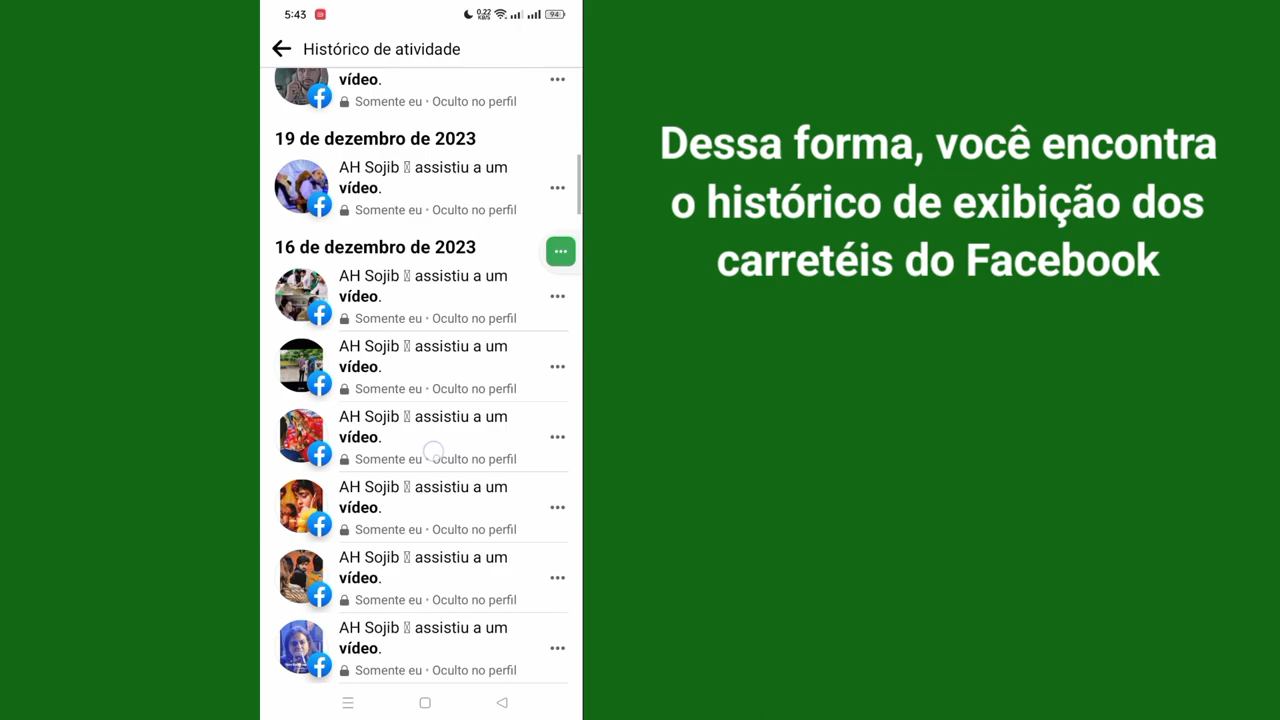 5:43
0.22
KB/S
94
Histórico de atividade
vídeo.
Somente eu • Oculto no perfil
19 de dezembro de 2023
AH Sojib assistiu a um
vídeo.
Somente eu • Oculto no perfil
16 de dezembro de 2023
AH Sojib assistiu a um
vídeo.
Somente eu • Oculto no perfil
AH Sojib assistiu a um
vídeo.
Somente eu • Oculto no perfil
AH Sojib assistiu a um
vídeo.
Somente eu • Oculto no perfil
AH Sojib assistiu a um
vídeo.
Somente eu • Oculto no perfil
AH Sojib assistiu a um
vídeo.
Somente eu • Oculto no perfil
AH Sojib assistiu a um
vídeo.
Somente eu • Oculto no perfil
Dessa forma, você encontra
o histórico de exibição dos
carretéis do Facebook